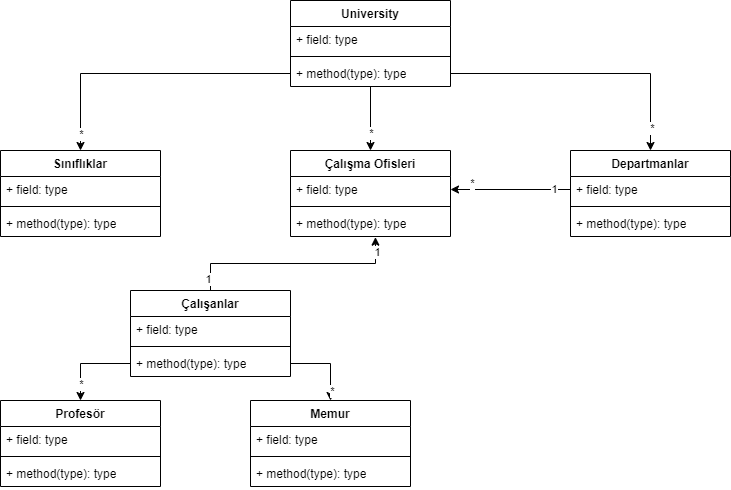 University
+ field: type
+ method(type): type
*
*
*
Sınıflıklar
+ field: type
+ method(type): type
Çalışma Ofisleri
+ field: type
+ method(type): type
*
1
Departmanlar
+ field: type
+ method(type): type
1
1
Çalışanlar
+ field: type
+ method(type): type
*
*
Profesör
+ field: type
+ method(type): type
Memur
+ field: type
+ method(type): type